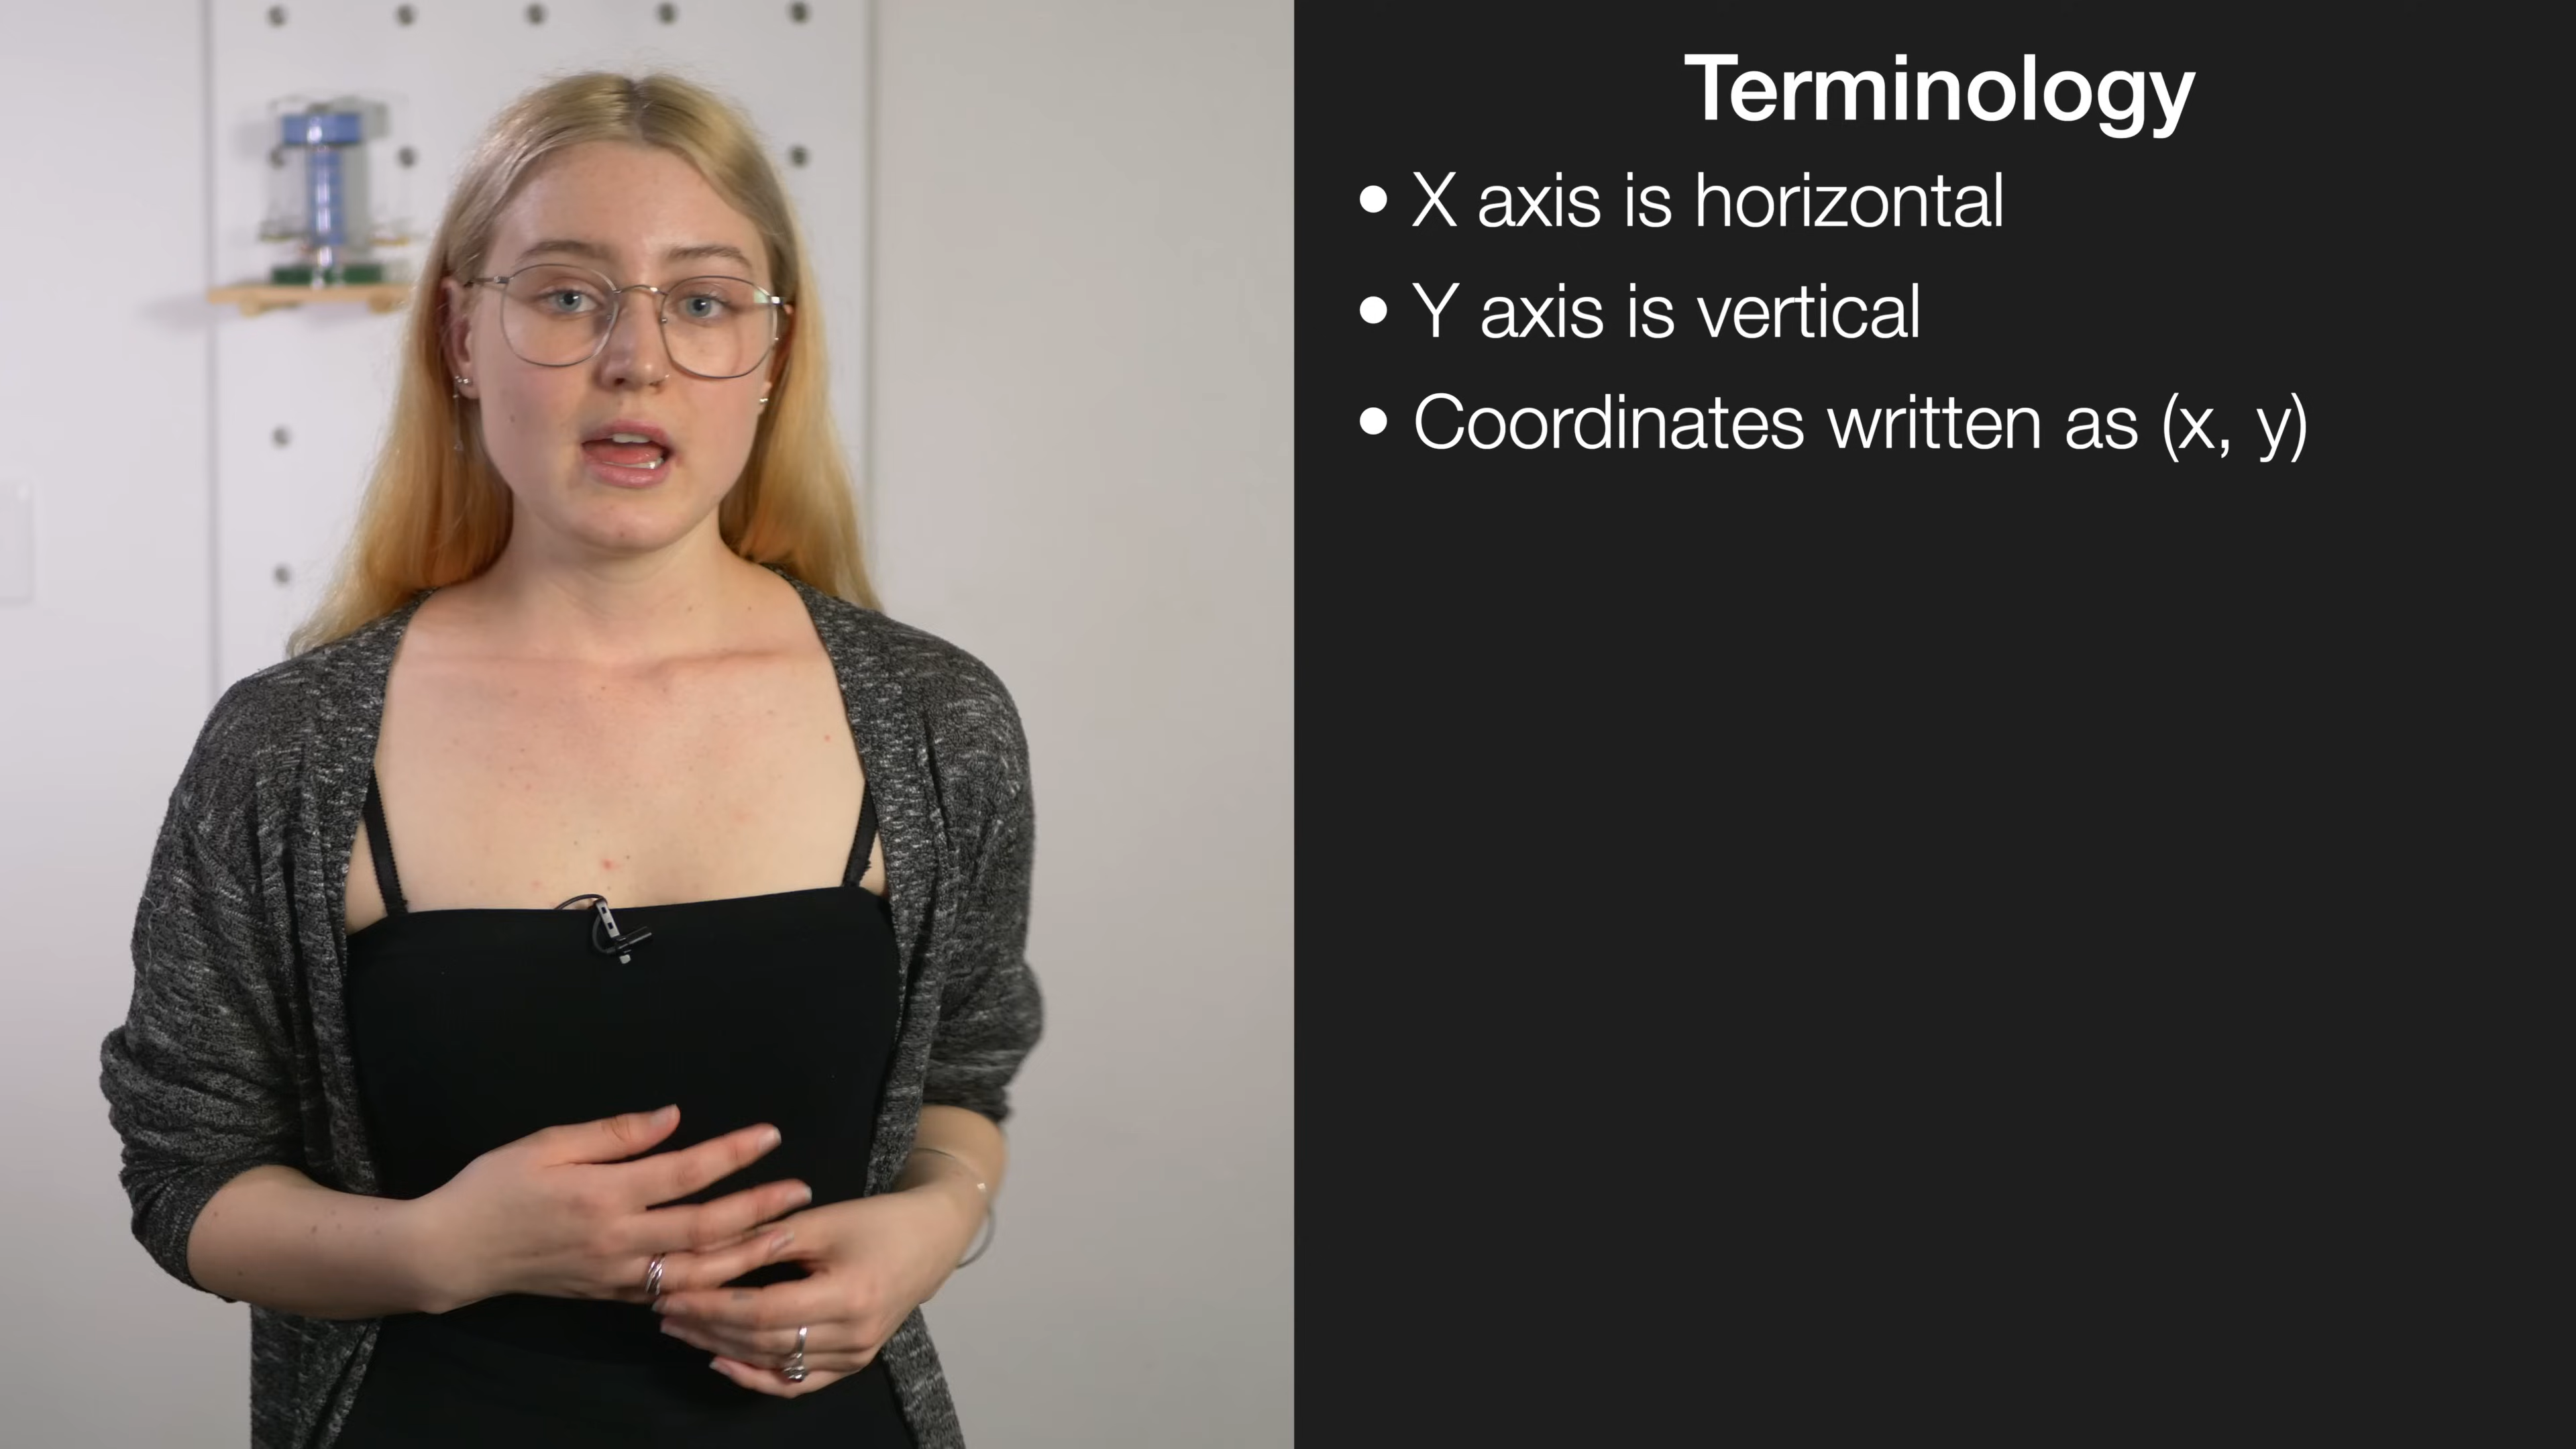 Terminology
• X axis is horizontal
• Y axis is vertical
• Coordinates written as (x, y)